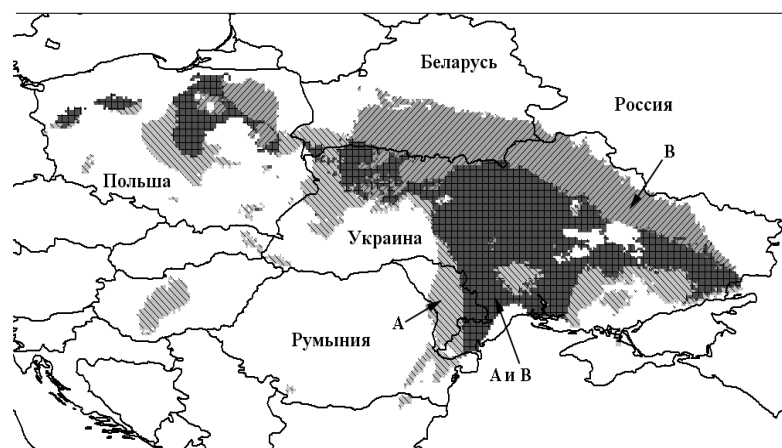 Беларусь
Россия
В
Польша
Украина
А
Румыния
А и В